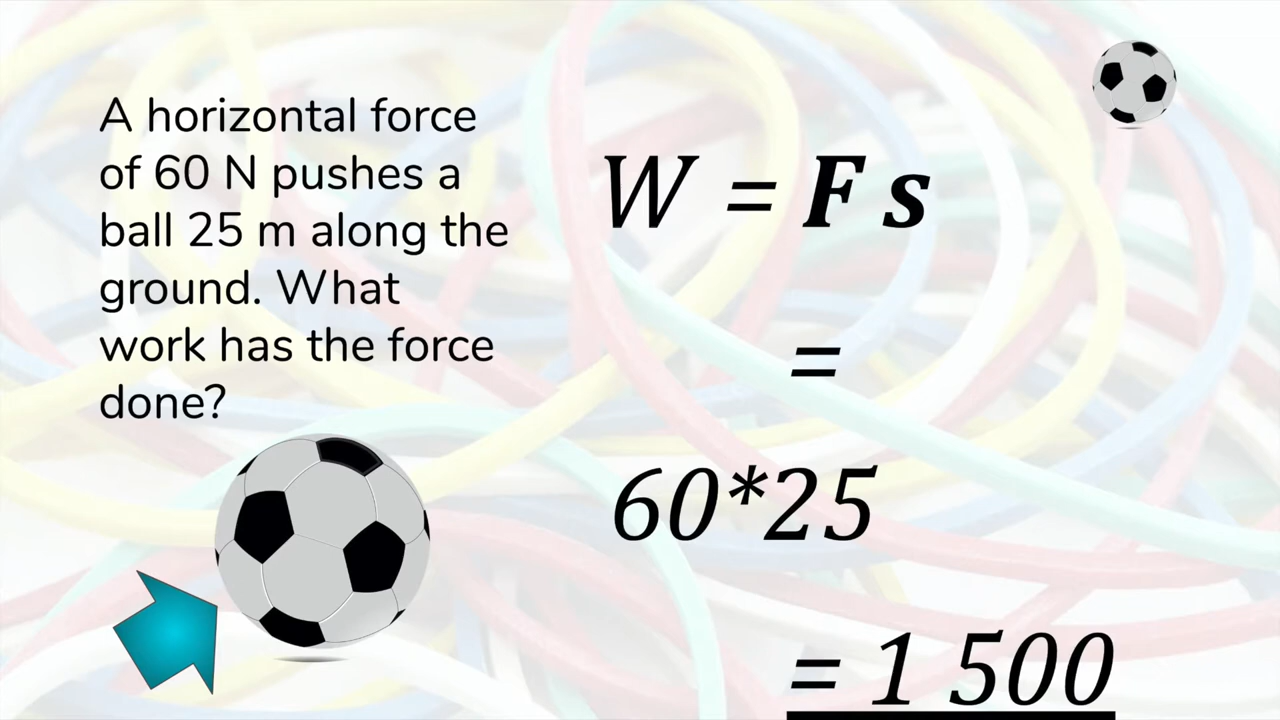 A horizontal force
of 60 N pushes a
ball 25 m along the
ground. What
work has the force
done?
W = F s
=
60*25
= 1 500